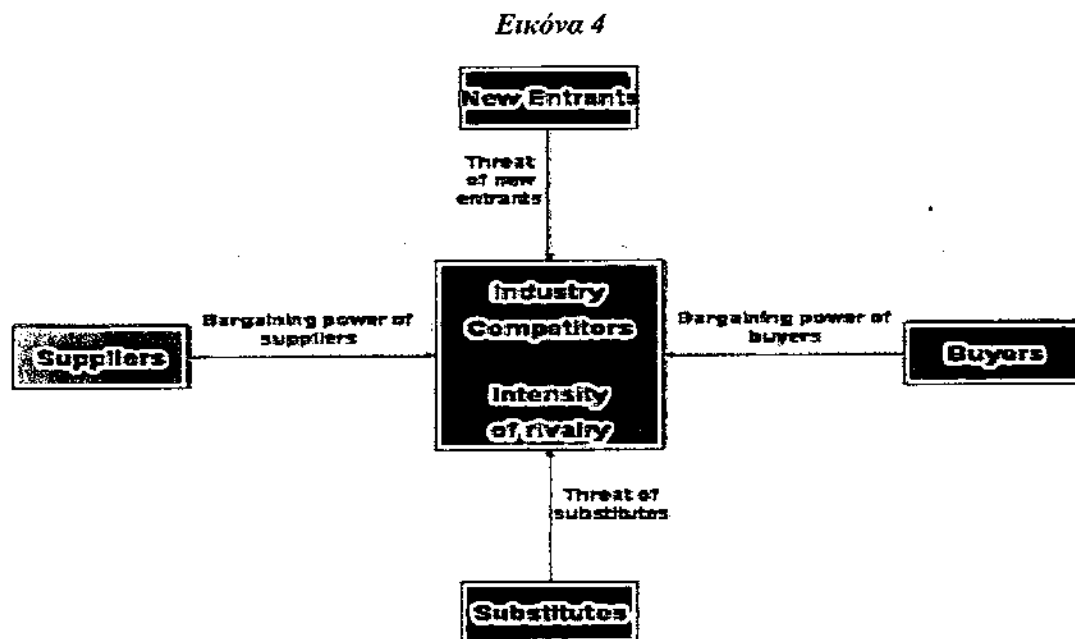 Εικόνα 4
New Entrants
Threat
of new
entrants
Industry
Competitors
Intensity
of rivalry
Bargaining power of
suppliers
Suppliers
Bargaining power of
buyers
Buyers
Threat of
substitutes
Substitutes